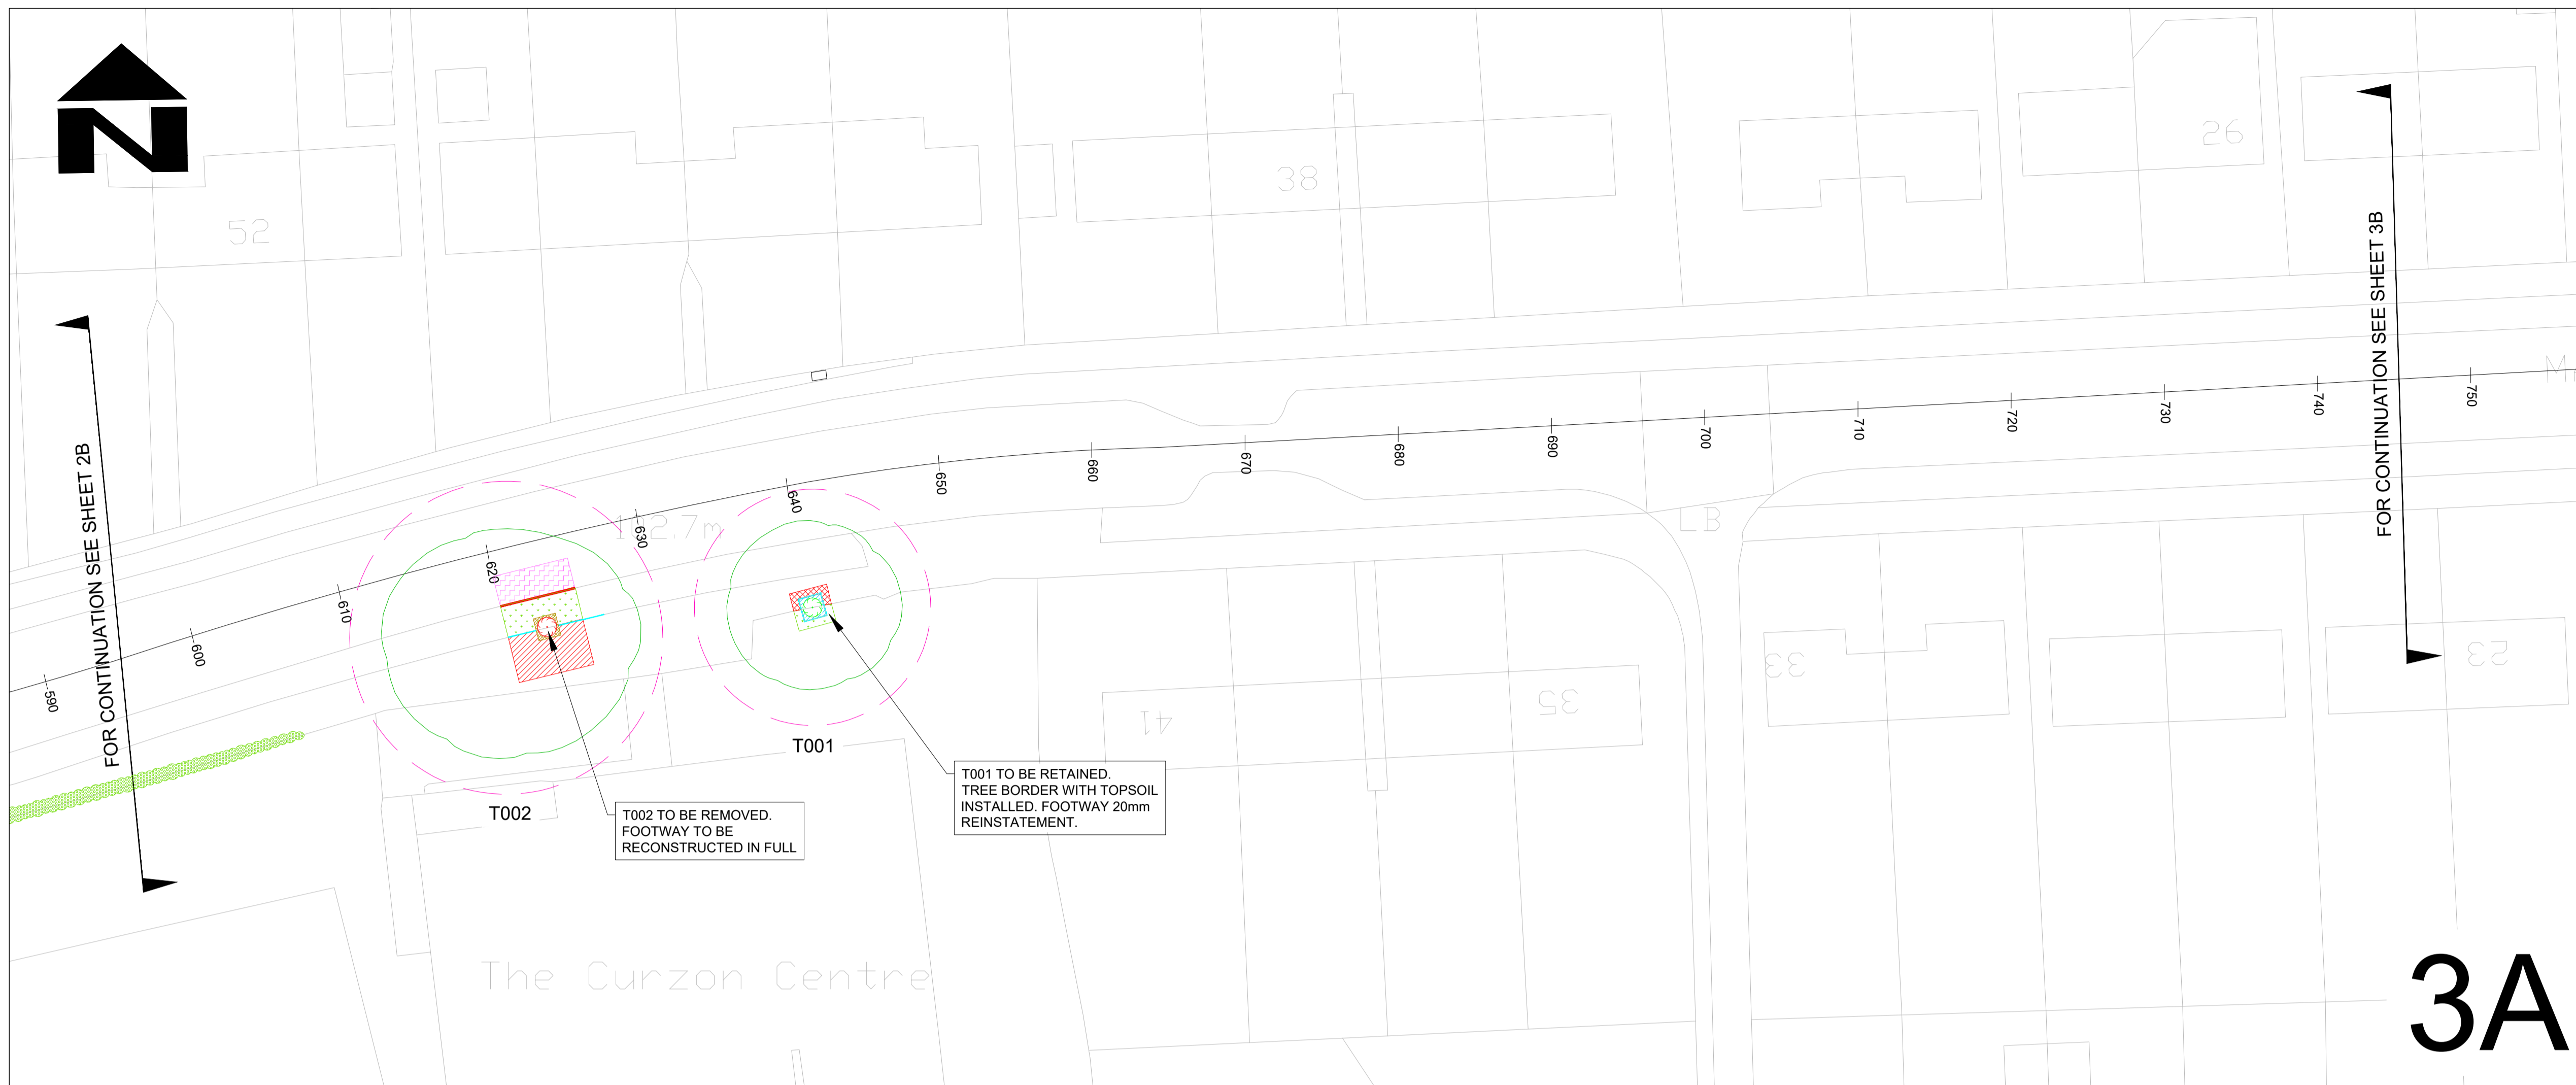 N
52
38
26
FOR CONTINUATION SEE SHEET 2B
FOR CONTINUATION SEE SHEET 3B
590
600
610
620
630
640
650
660
670
680
690
700
710
720
730
740
750
102.7m
LB
T002
T001
T002 TO BE REMOVED.
FOOTWAY TO BE
RECONSTRUCTED IN FULL
T001 TO BE RETAINED.
TREE BORDER WITH TOPSOIL
INSTALLED. FOOTWAY 20mm
REINSTATEMENT.
41
35
33
23
The Curzon Centre
3A